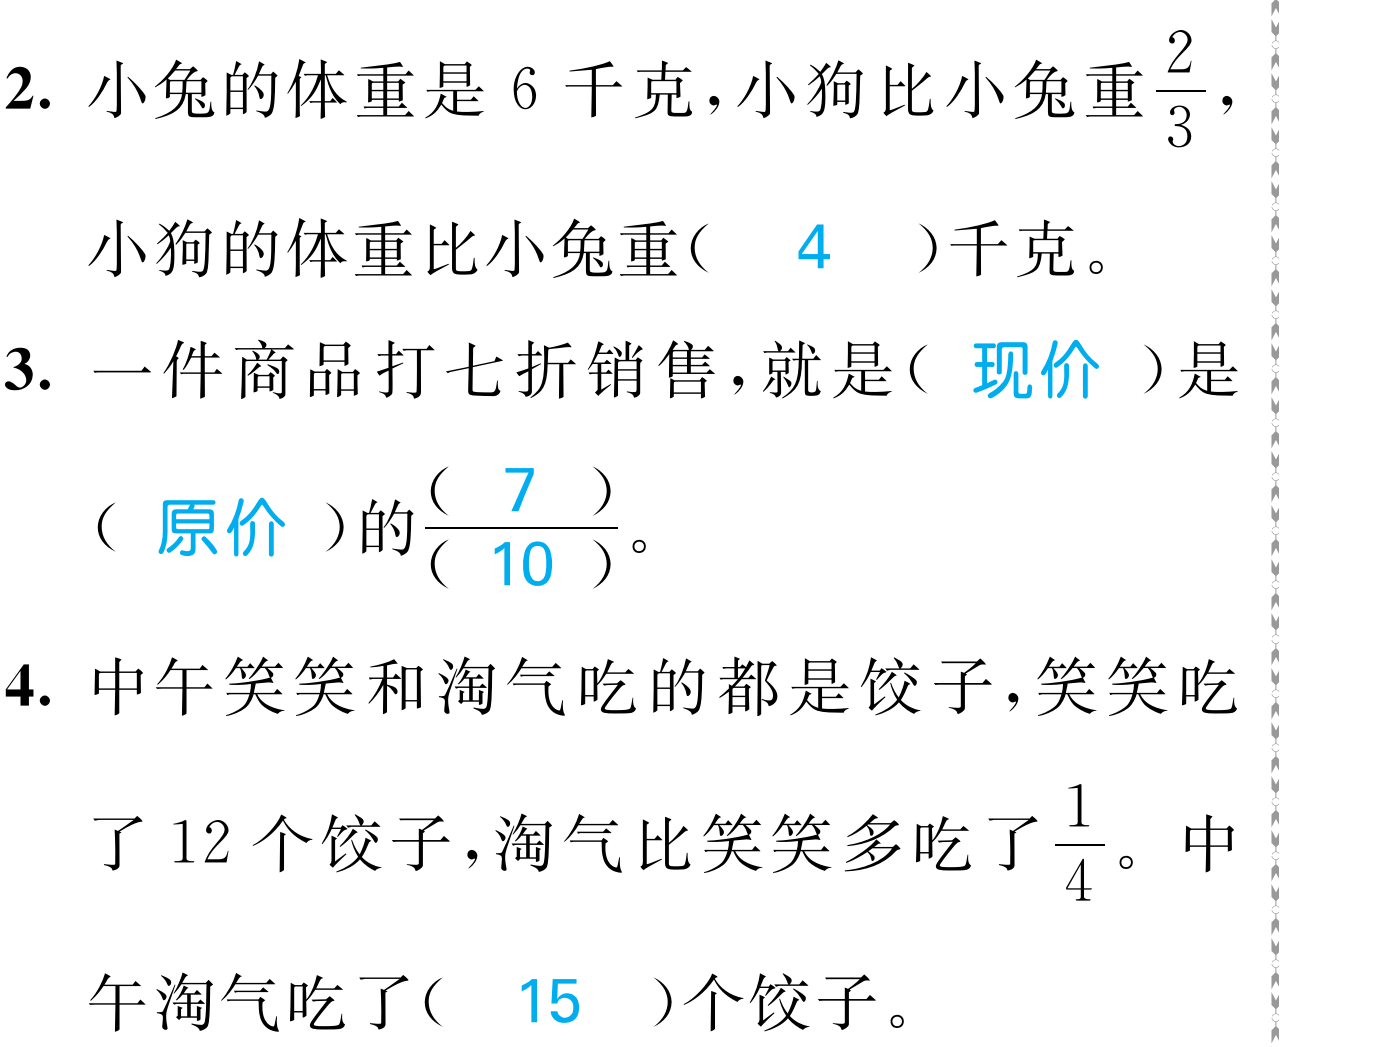 2. 小兔的体重是 6 千克,小狗比小兔重2/3,
小狗的体重比小兔重( 4 )千克。
3. 一件商品打七折销售,就是( 现价 )是
( 原价 )的( 7 )/( 10 )。
4. 中午笑笑和淘气吃的都是饺子,笑笑吃
了 12 个饺子,淘气比笑笑多吃了1/4。中
午淘气吃了( 15 )个饺子。